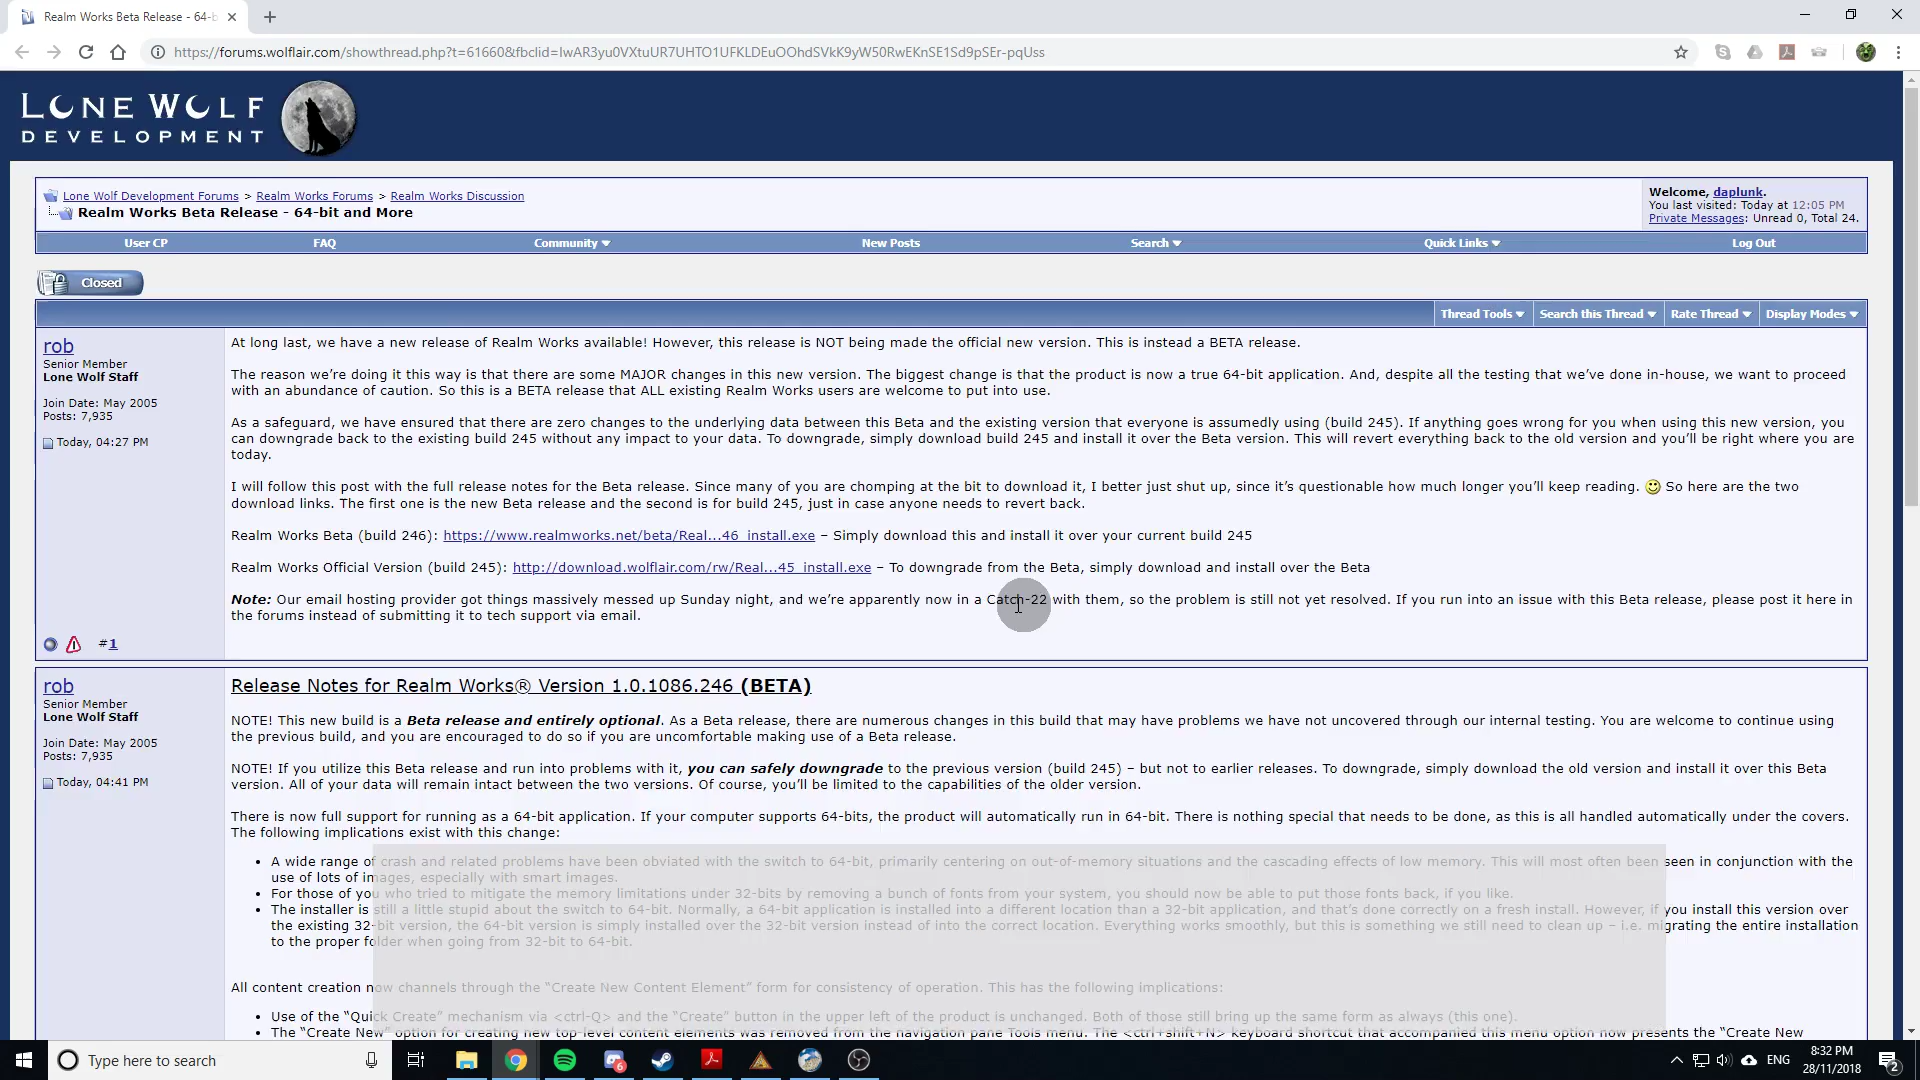 Realm Works Beta Release - 64-b
https://forums.wolflair.com/showthread.php?t=61660&fbclid=IwAR3yu0VXtuUR7UHTO1UFKLDEuOOhdSVkK9yW50RwEKnSE1Sd9pSEr-pqUss
LONE WOLF
DEVELOPMENT
Lone Wolf Development Forums > Realm Works Forums > Realm Works Discussion
Realm Works Beta Release - 64-bit and More
Welcome, daplunk.
You last visited: Today at 12:05 PM
Private Messages: Unread 0, Total 24.
User CP FAQ Community New Posts Search Quick Links Log Out
Closed
Thread Tools Search this Thread Rate Thread Display Modes
rob
Senior Member
Lone Wolf Staff
Join Date: May 2005
Posts: 7,935
Today, 04:27 PM
At long last, we have a new release of Realm Works available! However, this release is NOT being made the official new version. This is instead a BETA release.
The reason we're doing it this way is that there are some MAJOR changes in this new version. The biggest change is that the product is now a true 64-bit application. And, despite all the testing that we've done in-house, we want to proceed
with an abundance of caution. So this is a BETA release that ALL existing Realm Works users are welcome to put into use.
As a safeguard, we have ensured that there are zero changes to the underlying data between this Beta and the existing version that everyone is assumedly using (build 245). If anything goes wrong for you when using this new version, you
can downgrade back to the existing build 245 without any impact to your data. To downgrade, simply download build 245 and install it over the Beta version. This will revert everything back to the old version and you'll be right where you are
today.
I will follow this post with the full release notes for the Beta release. Since many of you are chomping at the bit to download it, I better just shut up, since it's questionable how much longer you'll keep reading. So here are the two
download links. The first one is the new Beta release and the second is for build 245, just in case anyone needs to revert back.
Realm Works Beta (build 246): https://www.realmworks.net/beta/Real...46_install.exe – Simply download this and install it over your current build 245
Realm Works Official Version (build 245): http://download.wolflair.com/rw/Real...45_install.exe – To downgrade from the Beta, simply download and install over the Beta
Note: Our email hosting provider got things massively messed up Sunday night, and we're apparently now in a Catch-22 with them, so the problem is still not yet resolved. If you run into an issue with this Beta release, please post it here in
the forums instead of submitting it to tech support via email.
#1
rob
Senior Member
Lone Wolf Staff
Join Date: May 2005
Posts: 7,935
Today, 04:41 PM
Release Notes for Realm Works® Version 1.0.1086.246 (BETA)
NOTE! This new build is a Beta release and entirely optional. As a Beta release, there are numerous changes in this build that may have problems we have not uncovered through our internal testing. You are welcome to continue using
the previous build, and you are encouraged to do so if you are uncomfortable making use of a Beta release.
NOTE! If you utilize this Beta release and run into problems with it, you can safely downgrade to the previous version (build 245) – but not to earlier releases. To downgrade, simply download the old version and install it over this Beta
version. All of your data will remain intact between the two versions. Of course, you'll be limited to the capabilities of the older version.
There is now full support for running as a 64-bit application. If your computer supports 64-bits, the product will automatically run in 64-bit. There is nothing special that needs to be done, as this is all handled automatically under the covers.
The following implications exist with this change:
• A wide range of crash and related problems have been obviated with the switch to 64-bit, primarily centering on out-of-memory situations and the cascading effects of low memory. This will most often been seen in conjunction with the
use of lots of images, especially with smart images.
• For those of you who tried to mitigate the memory limitations under 32-bits by removing a bunch of fonts from your system, you should now be able to put those fonts back, if you like.
• The installer is still a little stupid about the switch to 64-bit. Normally, a 64-bit application is installed into a different location than a 32-bit application, and that's done correctly on a fresh install. However, if you install this version over
the existing 32-bit version, the 64-bit version is simply installed over the 32-bit version instead of into the correct location. Everything works smoothly, but this is something we still need to clean up – i.e. migrating the entire installation
to the proper folder when going from 32-bit to 64-bit.
All content creation now channels through the "Create New Content Element" form for consistency of operation. This has the following implications:
• Use of the "Quick Create" mechanism via <ctrl-Q> and the "Create" button in the upper left of the product is unchanged. Both of those still bring up the same form as always (this one).
• The "Create New" option for creating new top-level content elements was removed from the navigation pane Tools menu. The <ctrl+shift+N> keyboard shortcut that accompanied this menu option now presents the "Create New
Type here to search
6
ENG
8:32 PM
28/11/2018
2